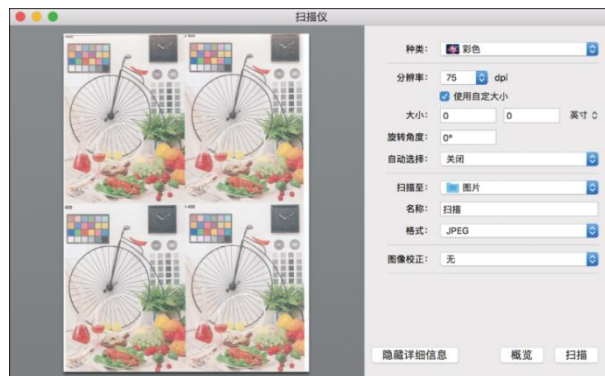 扫描仪
种类： 彩色
分辨率： 75 dpi
使用自定大小
大小： 0 0 英寸
旋转角度： 0°
自动选择： 关闭
扫描至： 图片
名称： 扫描
格式： JPEG
图像校正： 无
隐藏详细信息 概览 扫描